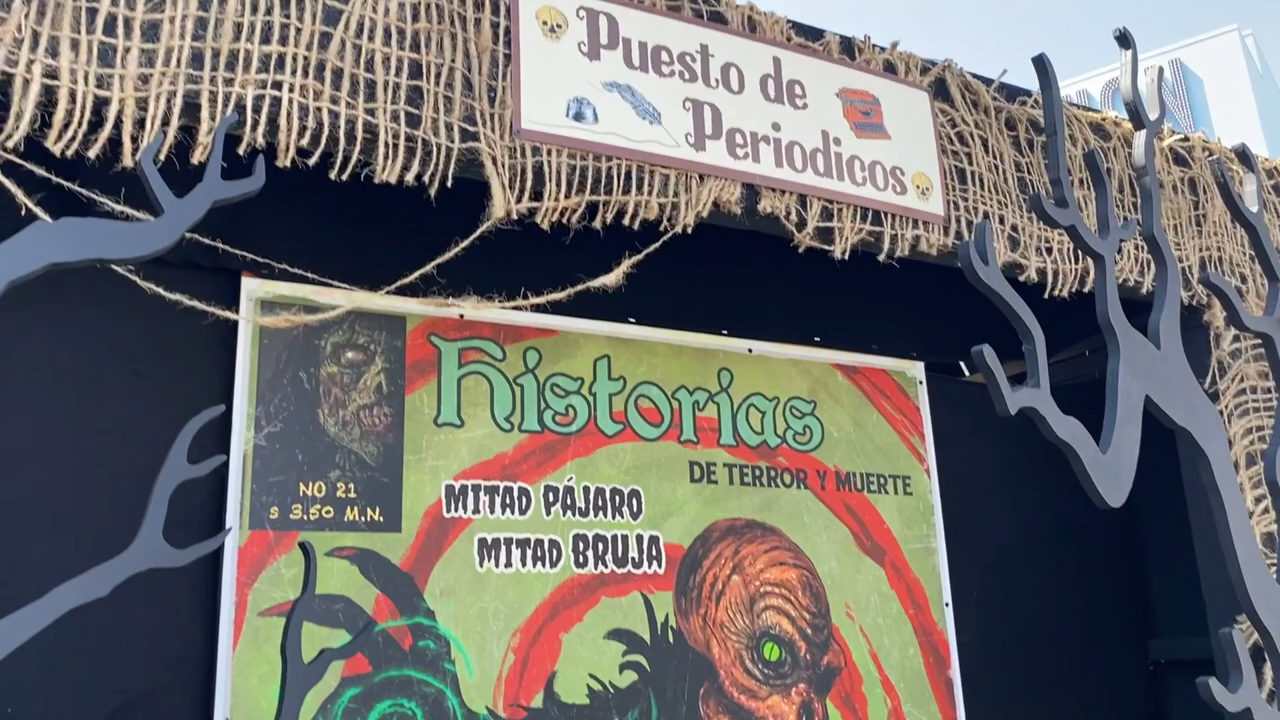 Puesto de
Periodicos
Historias
DE TERROR Y MUERTE
NO 21
$ 3.50 M.N.
MITAD PÁJARO
MITAD BRUJA